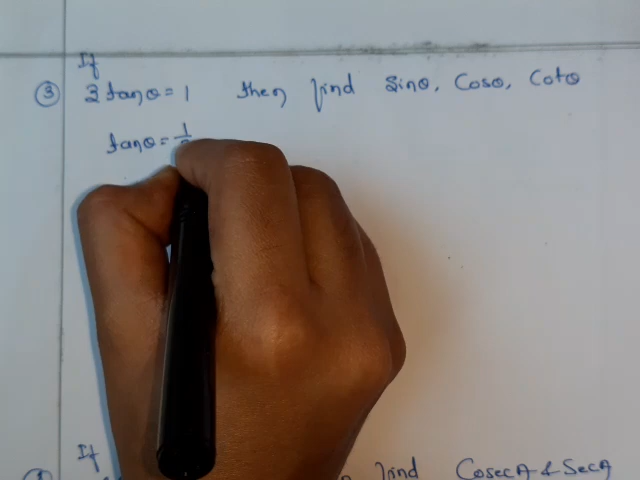 If
③ 3 tanθ = 1 then find Sinθ, Cosθ, Cotθ
tanθ = 1
If
find CosecA & SecA